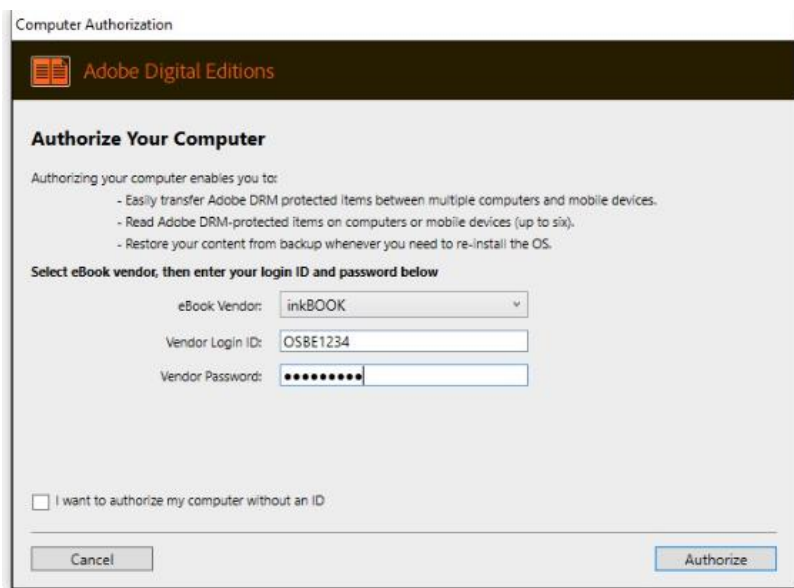 Computer Authorization
Adobe Digital Editions
Authorize Your Computer
Authorizing your computer enables you to:
- Easily transfer Adobe DRM protected items between multiple computers and mobile devices.
- Read Adobe DRM-protected items on computers or mobile devices (up to six).
- Restore your content from backup whenever you need to re-install the OS.
Select eBook vendor, then enter your login ID and password below
eBook Vendor: inkBOOK
Vendor Login ID: OSBE1234
Vendor Password: ●●●●●●●●●
I want to authorize my computer without an ID
Cancel Authorize